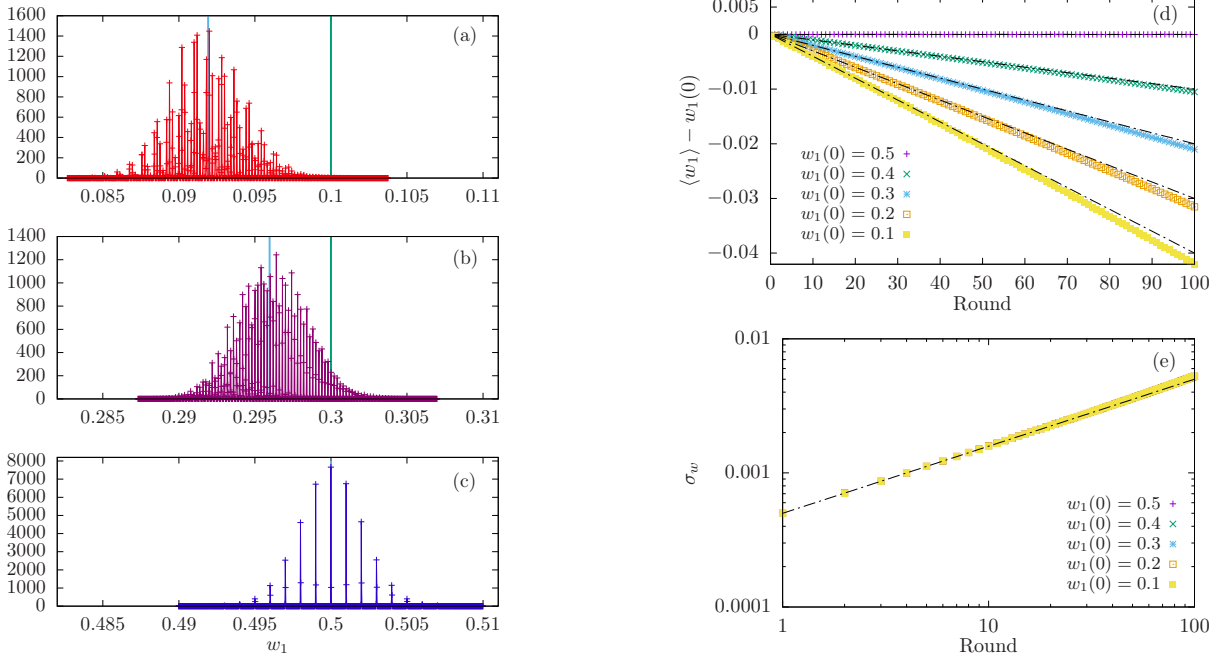 1600
1400
1200
1000
800
600
400
200
0
(a)
0.085 0.09 0.095 0.1 0.105 0.11
1400
1200
1000
800
600
400
200
0
(b)
0.285 0.29 0.295 0.3 0.305 0.31
8000
7000
6000
5000
4000
3000
2000
1000
0
(c)
0.485 0.49 0.495 0.5 0.505 0.51
w₁
0.005
0
−0.01
−0.02
−0.03
−0.04
⟨w₁⟩ − w₁(0)
(d)
w₁(0) = 0.5
w₁(0) = 0.4
w₁(0) = 0.3
w₁(0) = 0.2
w₁(0) = 0.1
0 10 20 30 40 50 60 70 80 90 100
Round
0.01
0.001
0.0001
σw
(e)
w₁(0) = 0.5
w₁(0) = 0.4
w₁(0) = 0.3
w₁(0) = 0.2
w₁(0) = 0.1
1 10 100
Round